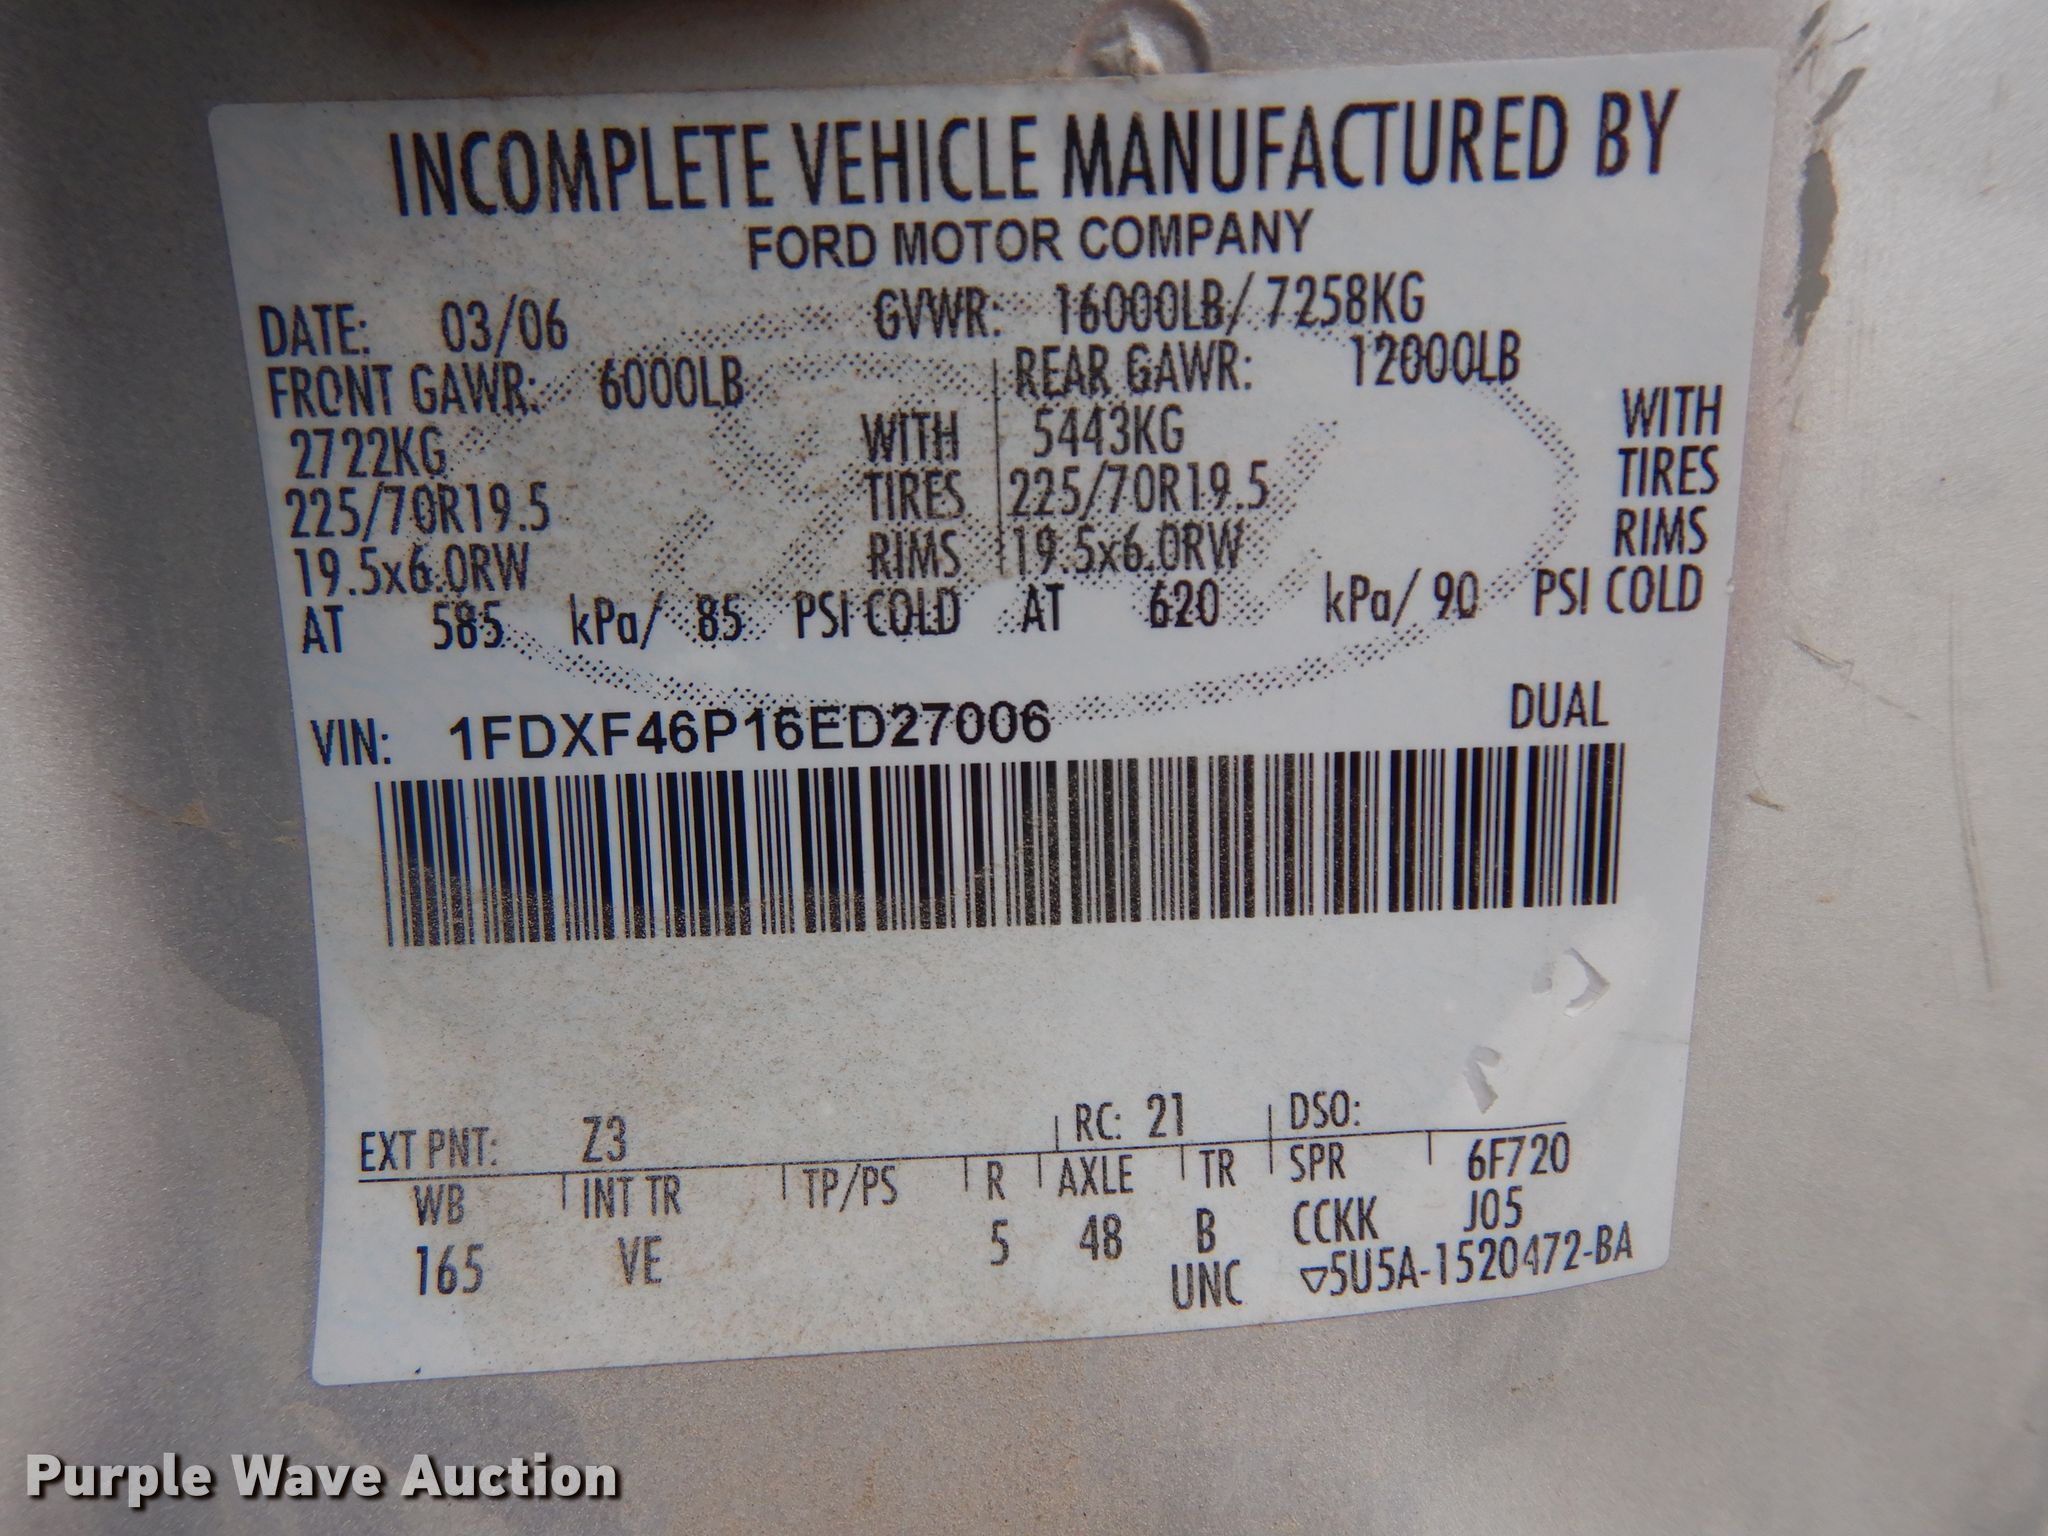 INCOMPLETE VEHICLE MANUFACTURED BY
FORD MOTOR COMPANY
DATE: 03/06 GVWR: 16000LB/ 7258KG
FRONT GAWR: 6000LB REAR GAWR: 12000LB
2722KG WITH 5443KG WITH
225/70R19.5 TIRES 225/70R19.5 TIRES
19.5x6.0RW RIMS 19.5x6.0RW RIMS
AT 585 kPa/ 85 PSI COLD AT 620 kPa/ 90 PSI COLD
VIN: 1FDXF46P16ED27006 DUAL
EXT PNT: Z3 RC: 21 DSO:
WB INT TR TP/PS R AXLE TR SPR 6F720
165 VE 5 48 B CCKK J05
UNC ▽5U5A-1520472-BA
Purple Wave Auction